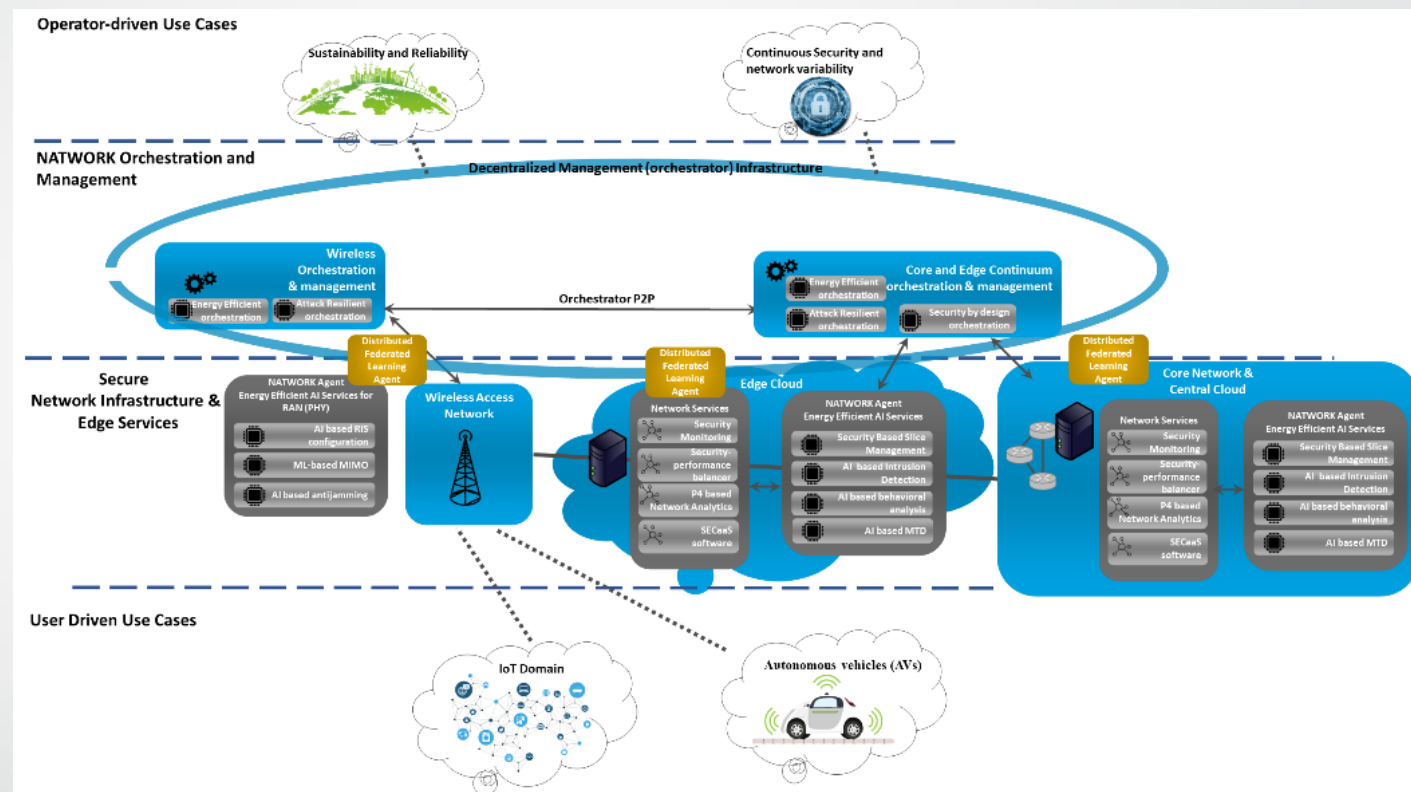 Operator-driven Use Cases
Sustainability and Reliability
Continuous Security and
network variability
NATWORK Orchestration and
Management
Decentralized Management (orchestrator) Infrastructure
Wireless
Orchestration
& management
Energy Efficient
orchestration
Attack Resilient
orchestration
Orchestrator P2P
Core and Edge Continuum
orchestration & management
Energy Efficient
orchestration
Attack Resilient
orchestration
Security by design
orchestration
Secure
Network Infrastructure &
Edge Services
Distributed
Federated
Learning
Agent
NATWORK Agent
Energy Efficient AI Services for
RAN (PHY)
AI based RIS
configuration
ML-based MIMO
AI based antijamming
Wireless Access
Network
Distributed
Federated
Learning
Agent
Edge Cloud
Network Services
Security
Monitoring
Security-
performance
balancer
P4 based
Network Analytics
SECaaS
software
NATWORK Agent
Energy Efficient AI Services
Security Based Slice
Management
AI based Intrusion
Detection
AI based behavioral
analysis
AI based MTD
Distributed
Federated
Learning
Agent
Core Network &
Central Cloud
Network Services
Security
Monitoring
Security-
performance
balancer
P4 based
Network Analytics
SECaaS
software
NATWORK Agent
Energy Efficient AI Services
Security Based Slice
Management
AI based Intrusion
Detection
AI based behavioral
analysis
AI based MTD
User Driven Use Cases
IoT Domain
Autonomous vehicles (AVs)